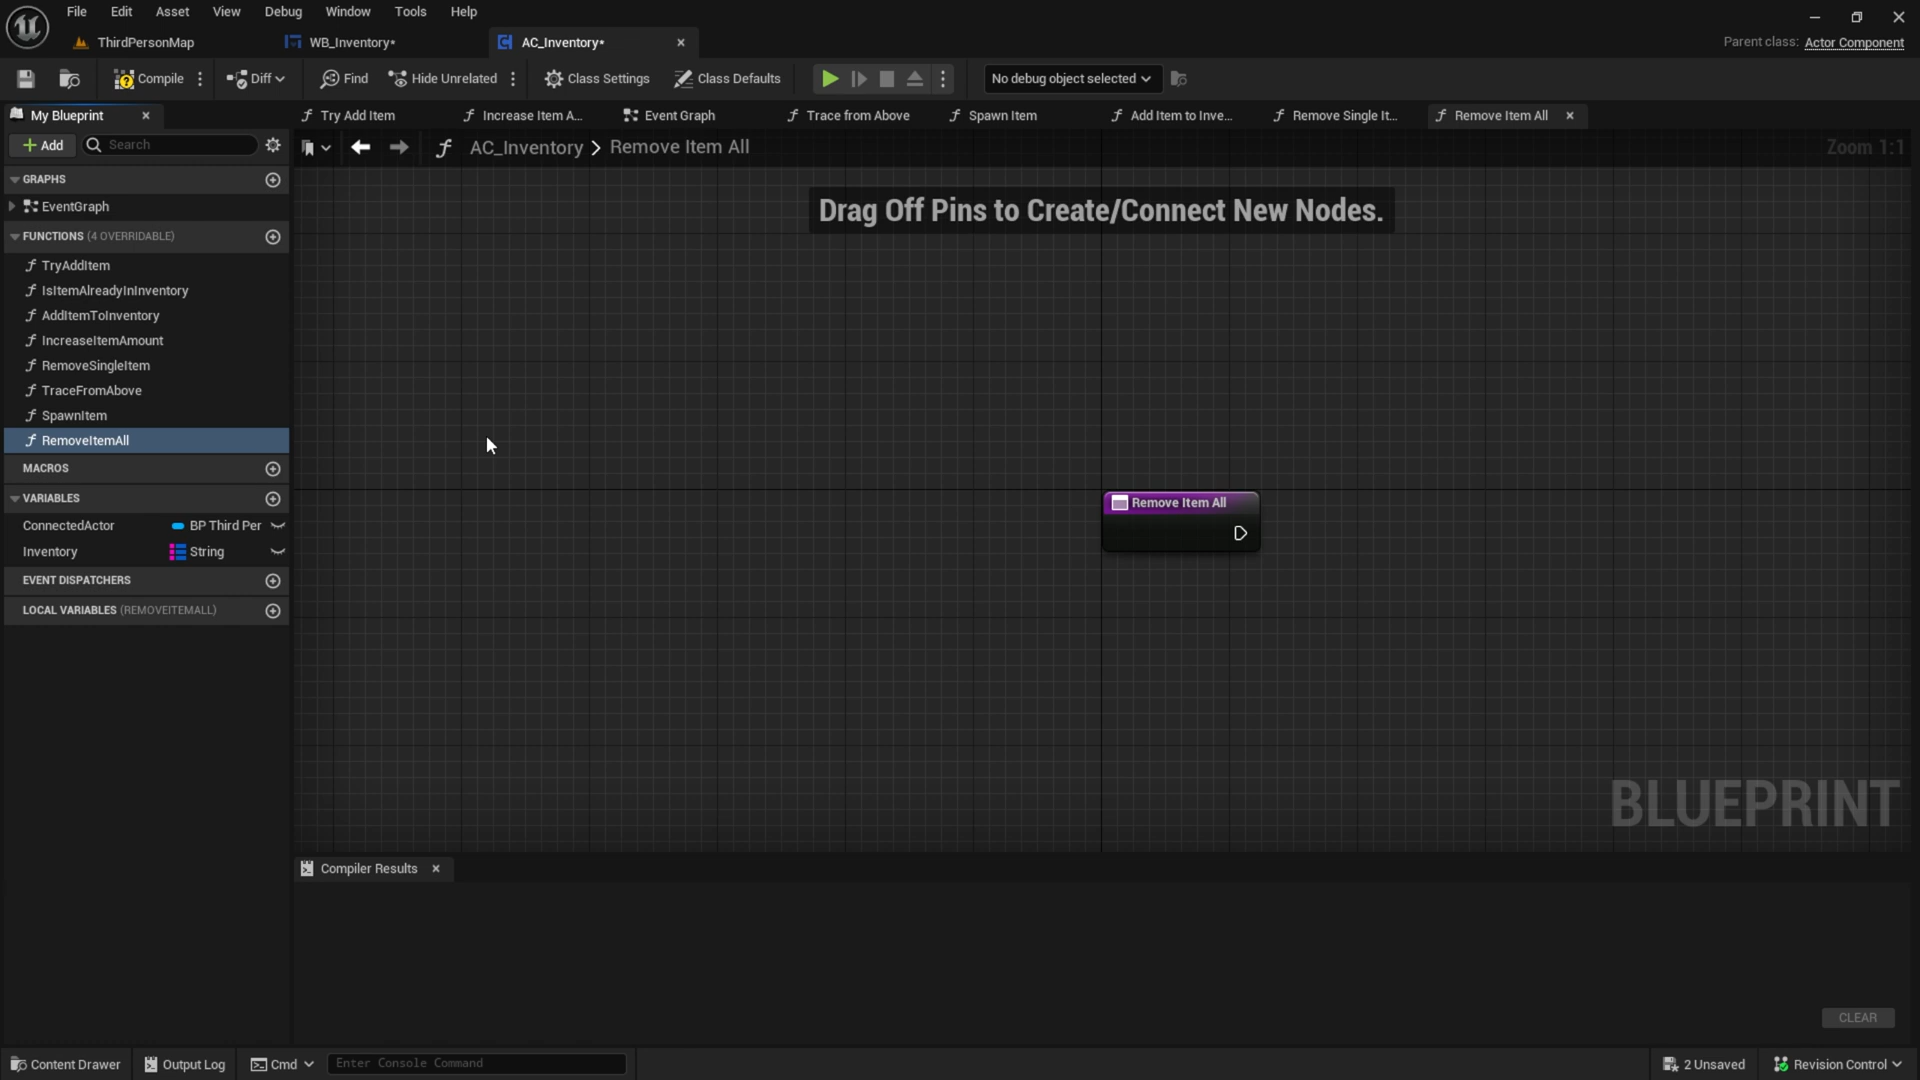 File Edit Asset View Debug Window Tools Help
ThirdPersonMap WB_Inventory* AC_Inventory*
Parent class: Actor Component
Compile Diff Find Hide Unrelated Class Settings Class Defaults No debug object selected
My Blueprint
Try Add Item Increase Item A... Event Graph Trace from Above Spawn Item Add Item to Inve... Remove Single It... Remove Item All
Add Search
AC_Inventory > Remove Item All
Zoom 1:1
Drag Off Pins to Create/Connect New Nodes.
GRAPHS
EventGraph
FUNCTIONS (4 OVERRIDABLE)
TryAddItem
IsItemAlreadyInInventory
AddItemToInventory
IncreaseItemAmount
RemoveSingleItem
TraceFromAbove
SpawnItem
RemoveItemAll
MACROS
VARIABLES
ConnectedActor BP Third Per
Inventory String
EVENT DISPATCHERS
LOCAL VARIABLES (REMOVEITEMALL)
Remove Item All
BLUEPRINT
Compiler Results
CLEAR
Content Drawer Output Log Cmd Enter Console Command 2 Unsaved Revision Control